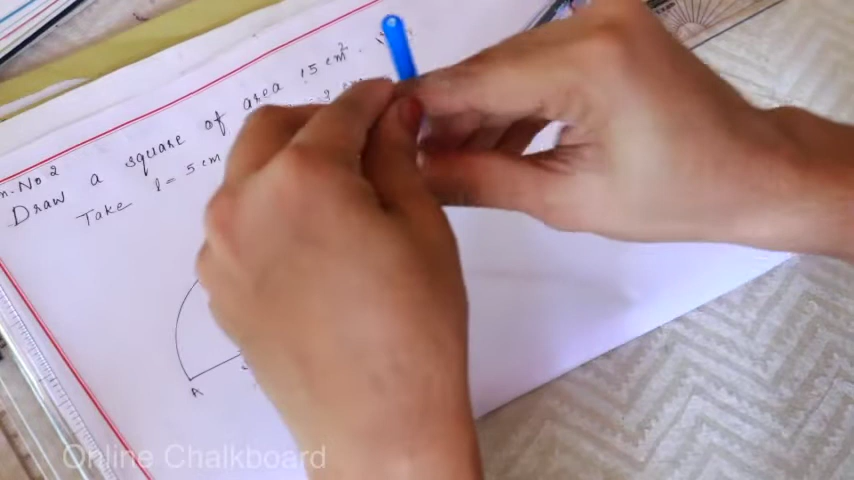 n. No 2
Draw a square of area 15 cm².
Take l = 5 cm
A
Online Chalkboard